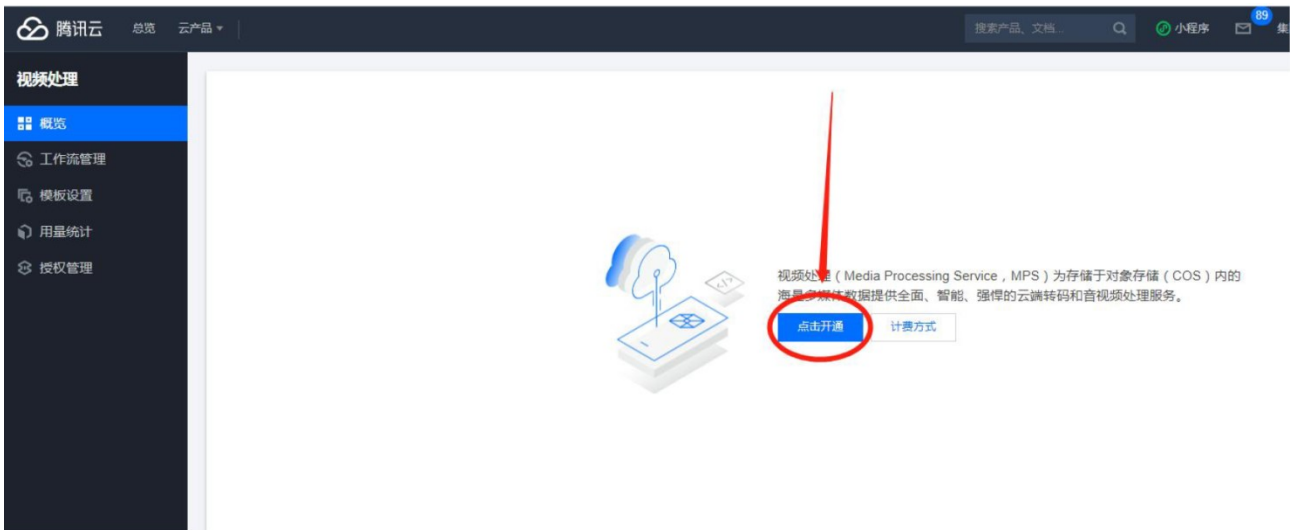 腾讯云 总览 云产品 搜索产品、文档... 小程序 89 集
视频处理
概览
工作流管理
模板设置
用量统计
授权管理
视频处理（Media Processing Service，MPS）为存储于对象存储（COS）内的
海量多媒体数据提供全面、智能、强悍的云端转码和音视频处理服务。
点击开通 计费方式